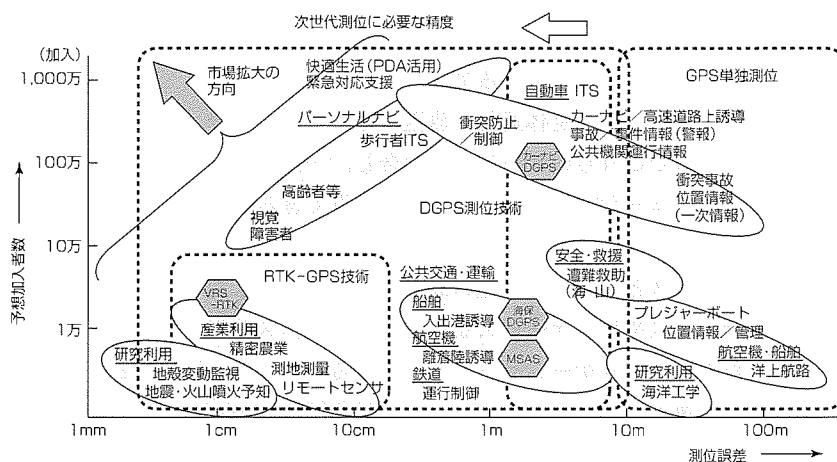 次世代測位に必要な精度
(加入)
1,000万
100万
10万
1万
予想加入者数
市場拡大の
方向
快適生活(PDA活用)
緊急対応支援
パーソナルナビ
歩行者ITS
高齢者等
視覚
障害者
自動車 ITS
衝突防止
/制御
カーナビ/高速道路上誘導
事故/事件情報(警報)
公共機関運行情報
カーナビ
DGPS
GPS単独測位
衝突事故
位置情報
(一次情報)
DGPS測位技術
RTK-GPS技術
VRS
-RTK
産業利用
精密農業
測地測量
リモートセンサ
研究利用
地殻変動監視
地震・火山噴火予知
公共交通・運輸
船舶
入出港誘導
航空機
離着陸誘導
鉄道
運行制御
海保
DGPS
MSAS
安全・救援
遭難救助
(海・山)
プレジャーボート
位置情報/管理
航空機・船舶
洋上航路
研究利用
海洋工学
1mm
1cm
10cm
1m
10m
100m
測位誤差